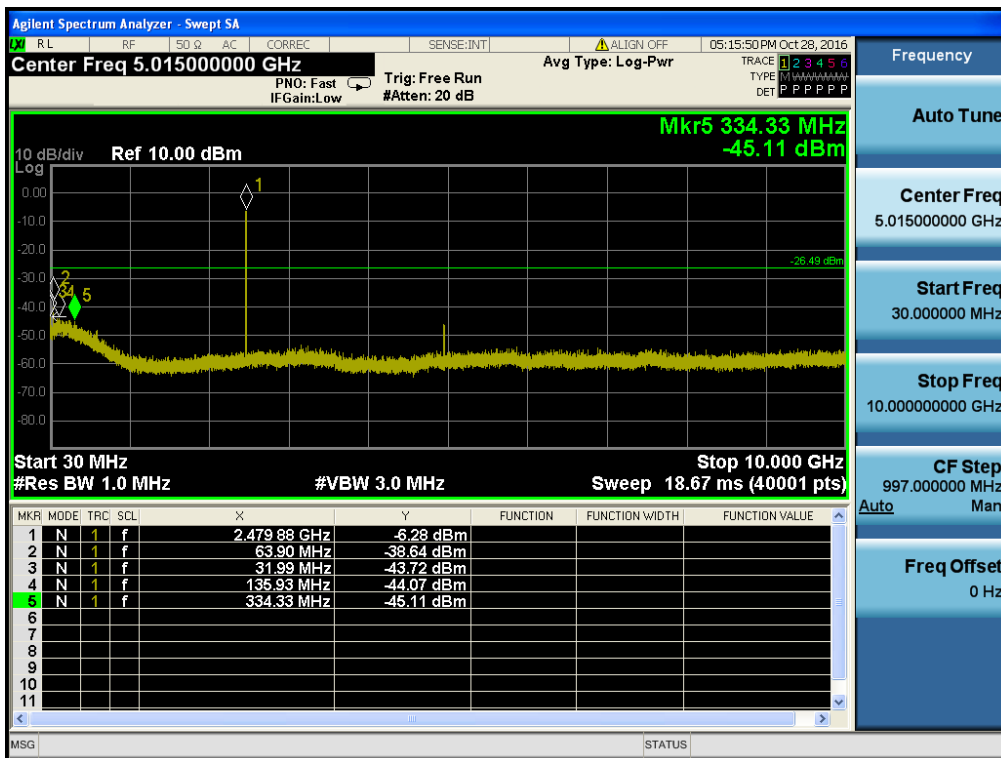 Agilent Spectrum Analyzer - Swept SA
LXI RL RF 50 Ω AC CORREC SENSE:INT ALIGN OFF 05:15:50 PM Oct 28, 2016
Center Freq 5.015000000 GHz
PNO: Fast
IFGain:Low
Trig: Free Run
#Atten: 20 dB
Avg Type: Log-Pwr
TRACE 1 2 3 4 5 6
TYPE M
DET P P P P P P
Mkr5 334.33 MHz
-45.11 dBm
10 dB/div Ref 10.00 dBm
Log
0.00
-10.0
-20.0
-30.0
-40.0
-50.0
-60.0
-70.0
-80.0
1
2
3 4 5
-26.49 dBm
Start 30 MHz Stop 10.000 GHz
#Res BW 1.0 MHz #VBW 3.0 MHz Sweep 18.67 ms (40001 pts)
MKR MODE TRC SCL X Y FUNCTION FUNCTION WIDTH FUNCTION VALUE
1 N 1 f 2.479 88 GHz -6.28 dBm
2 N 1 f 63.90 MHz -38.64 dBm
3 N 1 f 31.99 MHz -43.72 dBm
4 N 1 f 135.93 MHz -44.07 dBm
5 N 1 f 334.33 MHz -45.11 dBm
6
7
8
9
10
11
MSG STATUS
Frequency
Auto Tune
Center Freq
5.015000000 GHz
Start Freq
30.000000 MHz
Stop Freq
10.000000000 GHz
CF Step
997.000000 MHz
Auto Man
Freq Offset
0 Hz